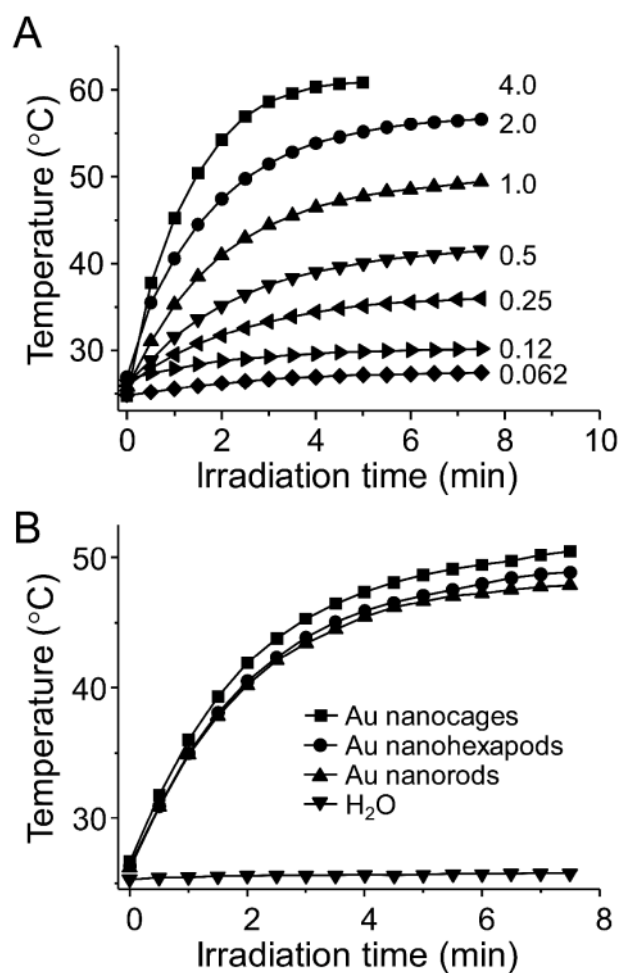 A
Temperature (°C)
60
50
40
30
4.0
2.0
1.0
0.5
0.25
0.12
0.062
0 2 4 6 8 10
Irradiation time (min)
B
Temperature (°C)
50
40
30
Au nanocages
Au nanohexapods
Au nanorods
H₂O
0 2 4 6 8
Irradiation time (min)